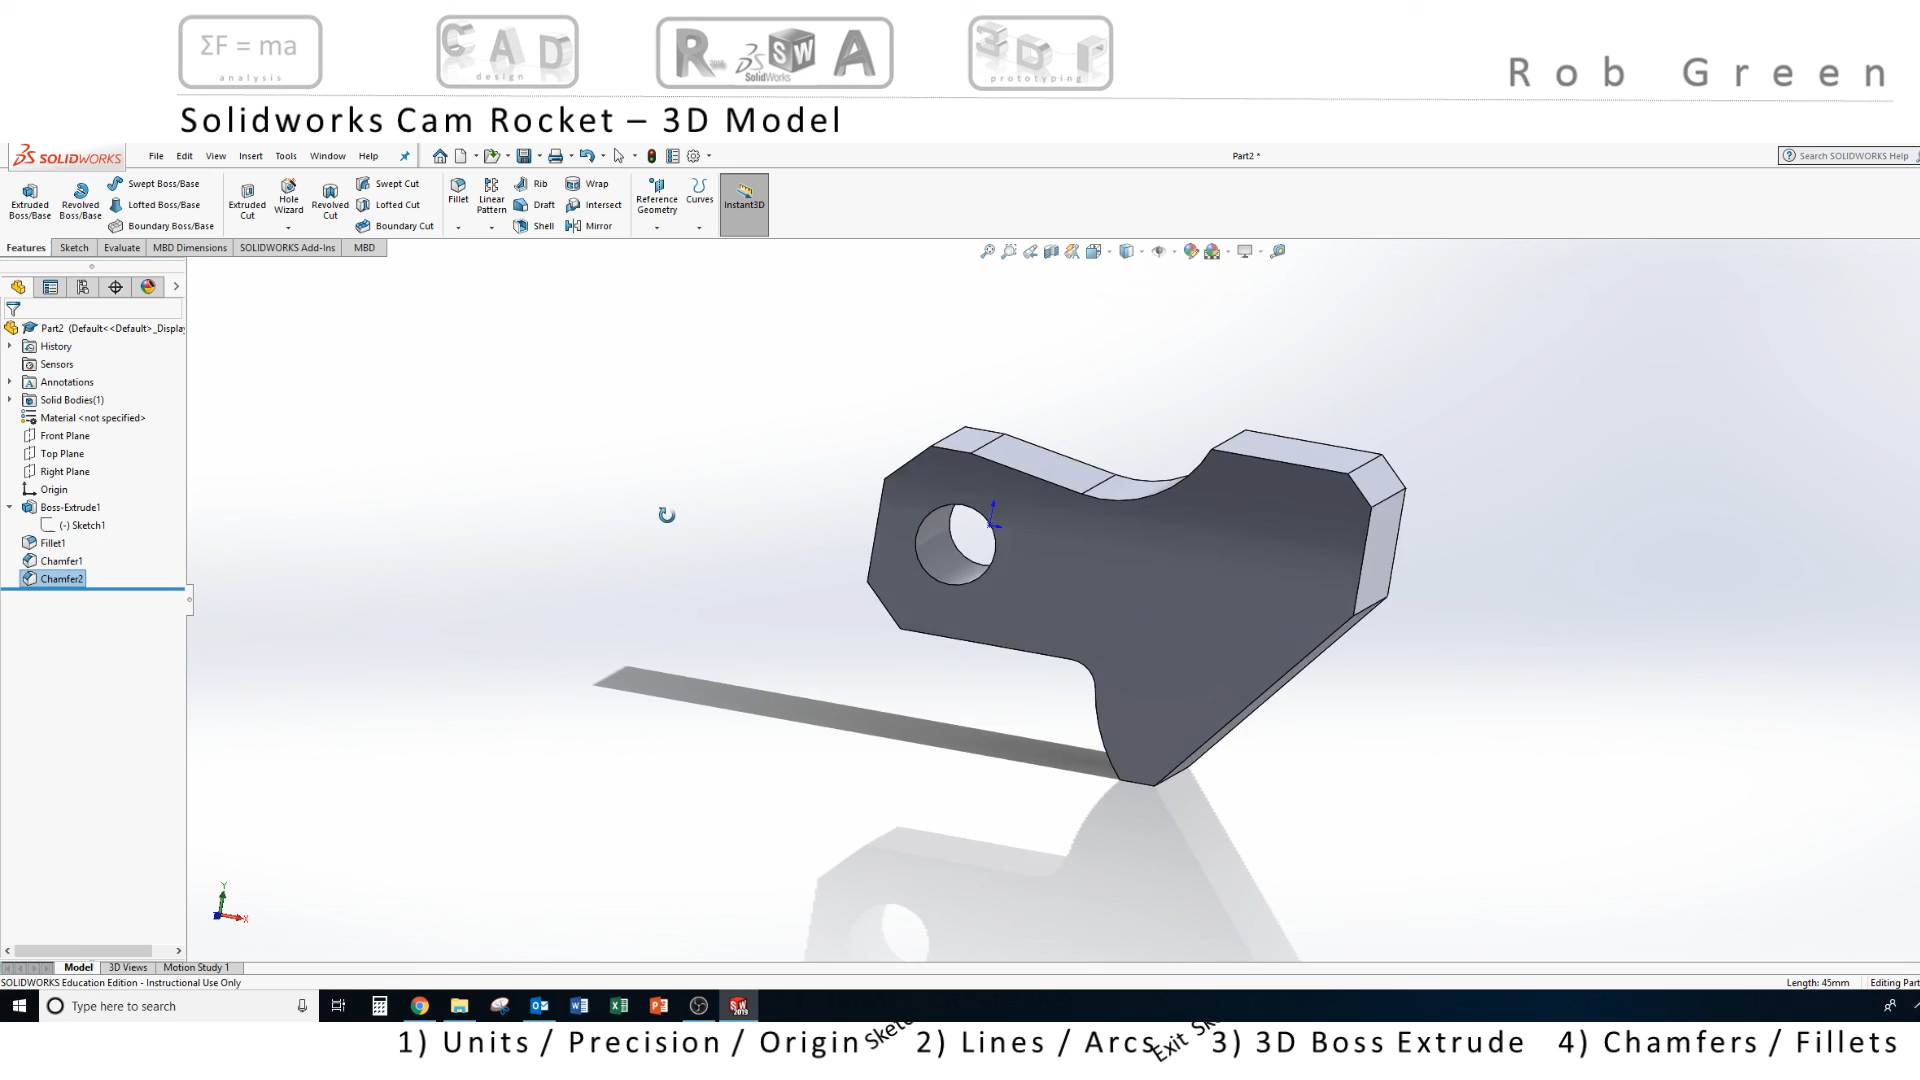 ΣF = ma
analysis
CAD
design
R SW A
SolidWorks
3DP
prototyping
Rob Green
Solidworks Cam Rocket – 3D Model
SOLIDWORKS File Edit View Insert Tools Window Help Part2 * Search SOLIDWORKS Help
Extruded Boss/Base
Revolved Boss/Base
Swept Boss/Base
Lofted Boss/Base
Boundary Boss/Base
Extruded Cut
Hole Wizard
Revolved Cut
Swept Cut
Lofted Cut
Boundary Cut
Fillet
Linear Pattern
Rib
Draft
Shell
Wrap
Intersect
Mirror
Reference Geometry
Curves
Instant3D
Features Sketch Evaluate MBD Dimensions SOLIDWORKS Add-Ins MBD
Part2 (Default<<Default>_Display
History
Sensors
Annotations
Solid Bodies(1)
Material <not specified>
Front Plane
Top Plane
Right Plane
Origin
Boss-Extrude1
(-) Sketch1
Fillet1
Chamfer1
Chamfer2
Y
X
Model 3D Views Motion Study 1
SOLIDWORKS Education Edition - Instructional Use Only Length: 45mm Editing Part
Type here to search
1) Units / Precision / Origin Sketc 2) Lines / Arcs Exit Sk 3) 3D Boss Extrude 4) Chamfers / Fillets